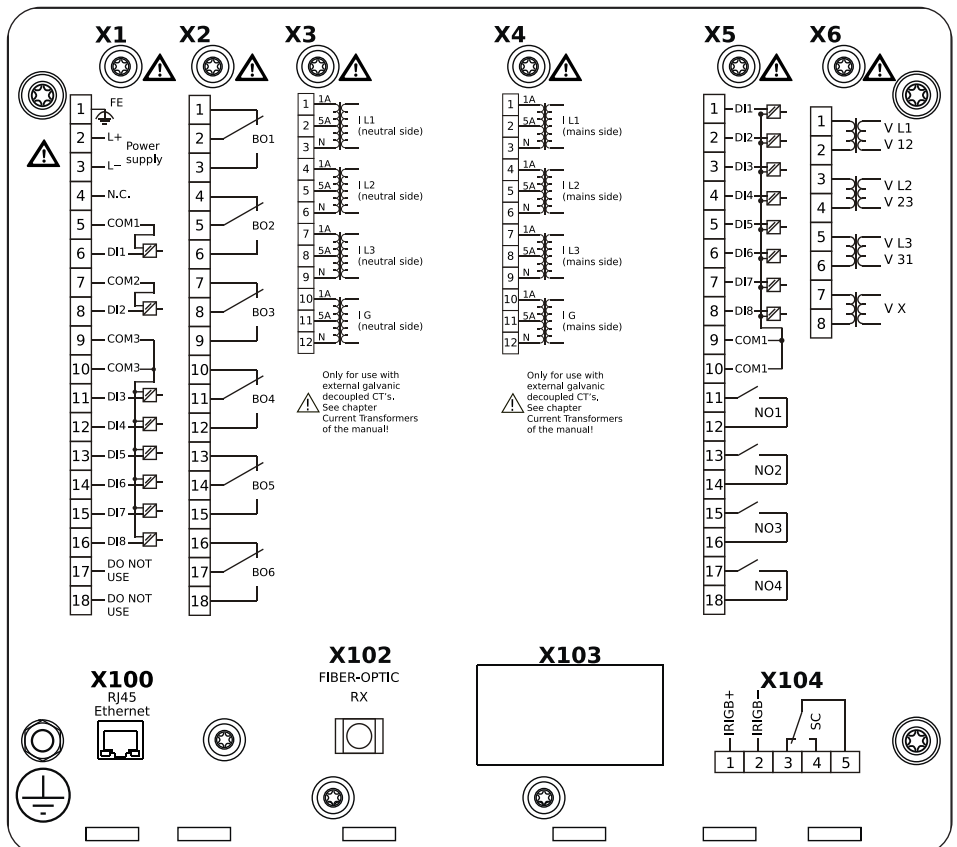 X1
X2
X3
X4
X5
X6
1
FE
2
L+
Power
supply
3
L−
4
N.C.
5
COM1
6
DI1
7
COM2
8
DI2
9
COM3
10
COM3
11
DI3
12
DI4
13
DI5
14
DI6
15
DI7
16
DI8
17
DO NOT
USE
18
DO NOT
USE
1
2
BO1
3
4
5
BO2
6
7
8
BO3
9
10
11
BO4
12
13
14
BO5
15
16
17
BO6
18
1
1A
2
5A
I L1
(neutral side)
3
N
4
1A
5
5A
I L2
(neutral side)
6
N
7
1A
8
5A
I L3
(neutral side)
9
N
10
1A
11
5A
I G
(neutral side)
12
N
Only for use with
external galvanic
decoupled CT's.
See chapter
Current Transformers
of the manual!
1
1A
2
5A
I L1
(mains side)
3
N
4
1A
5
5A
I L2
(mains side)
6
N
7
1A
8
5A
I L3
(mains side)
9
N
10
1A
11
5A
I G
(mains side)
12
N
Only for use with
external galvanic
decoupled CT's,
See chapter
Current Transformers
of the manual!
1
DI1
2
DI2
3
DI3
4
DI4
5
DI5
6
DI6
7
DI7
8
DI8
9
COM1
10
COM1
11
NO1
12
13
NO2
14
15
NO3
16
17
NO4
18
1
V L1
V 12
2
3
V L2
V 23
4
5
V L3
V 31
6
7
V X
8
X100
RJ45
Ethernet
X102
FIBER-OPTIC
RX
X103
X104
IRIGB+
IRIGB−
SC
1 2 3 4 5